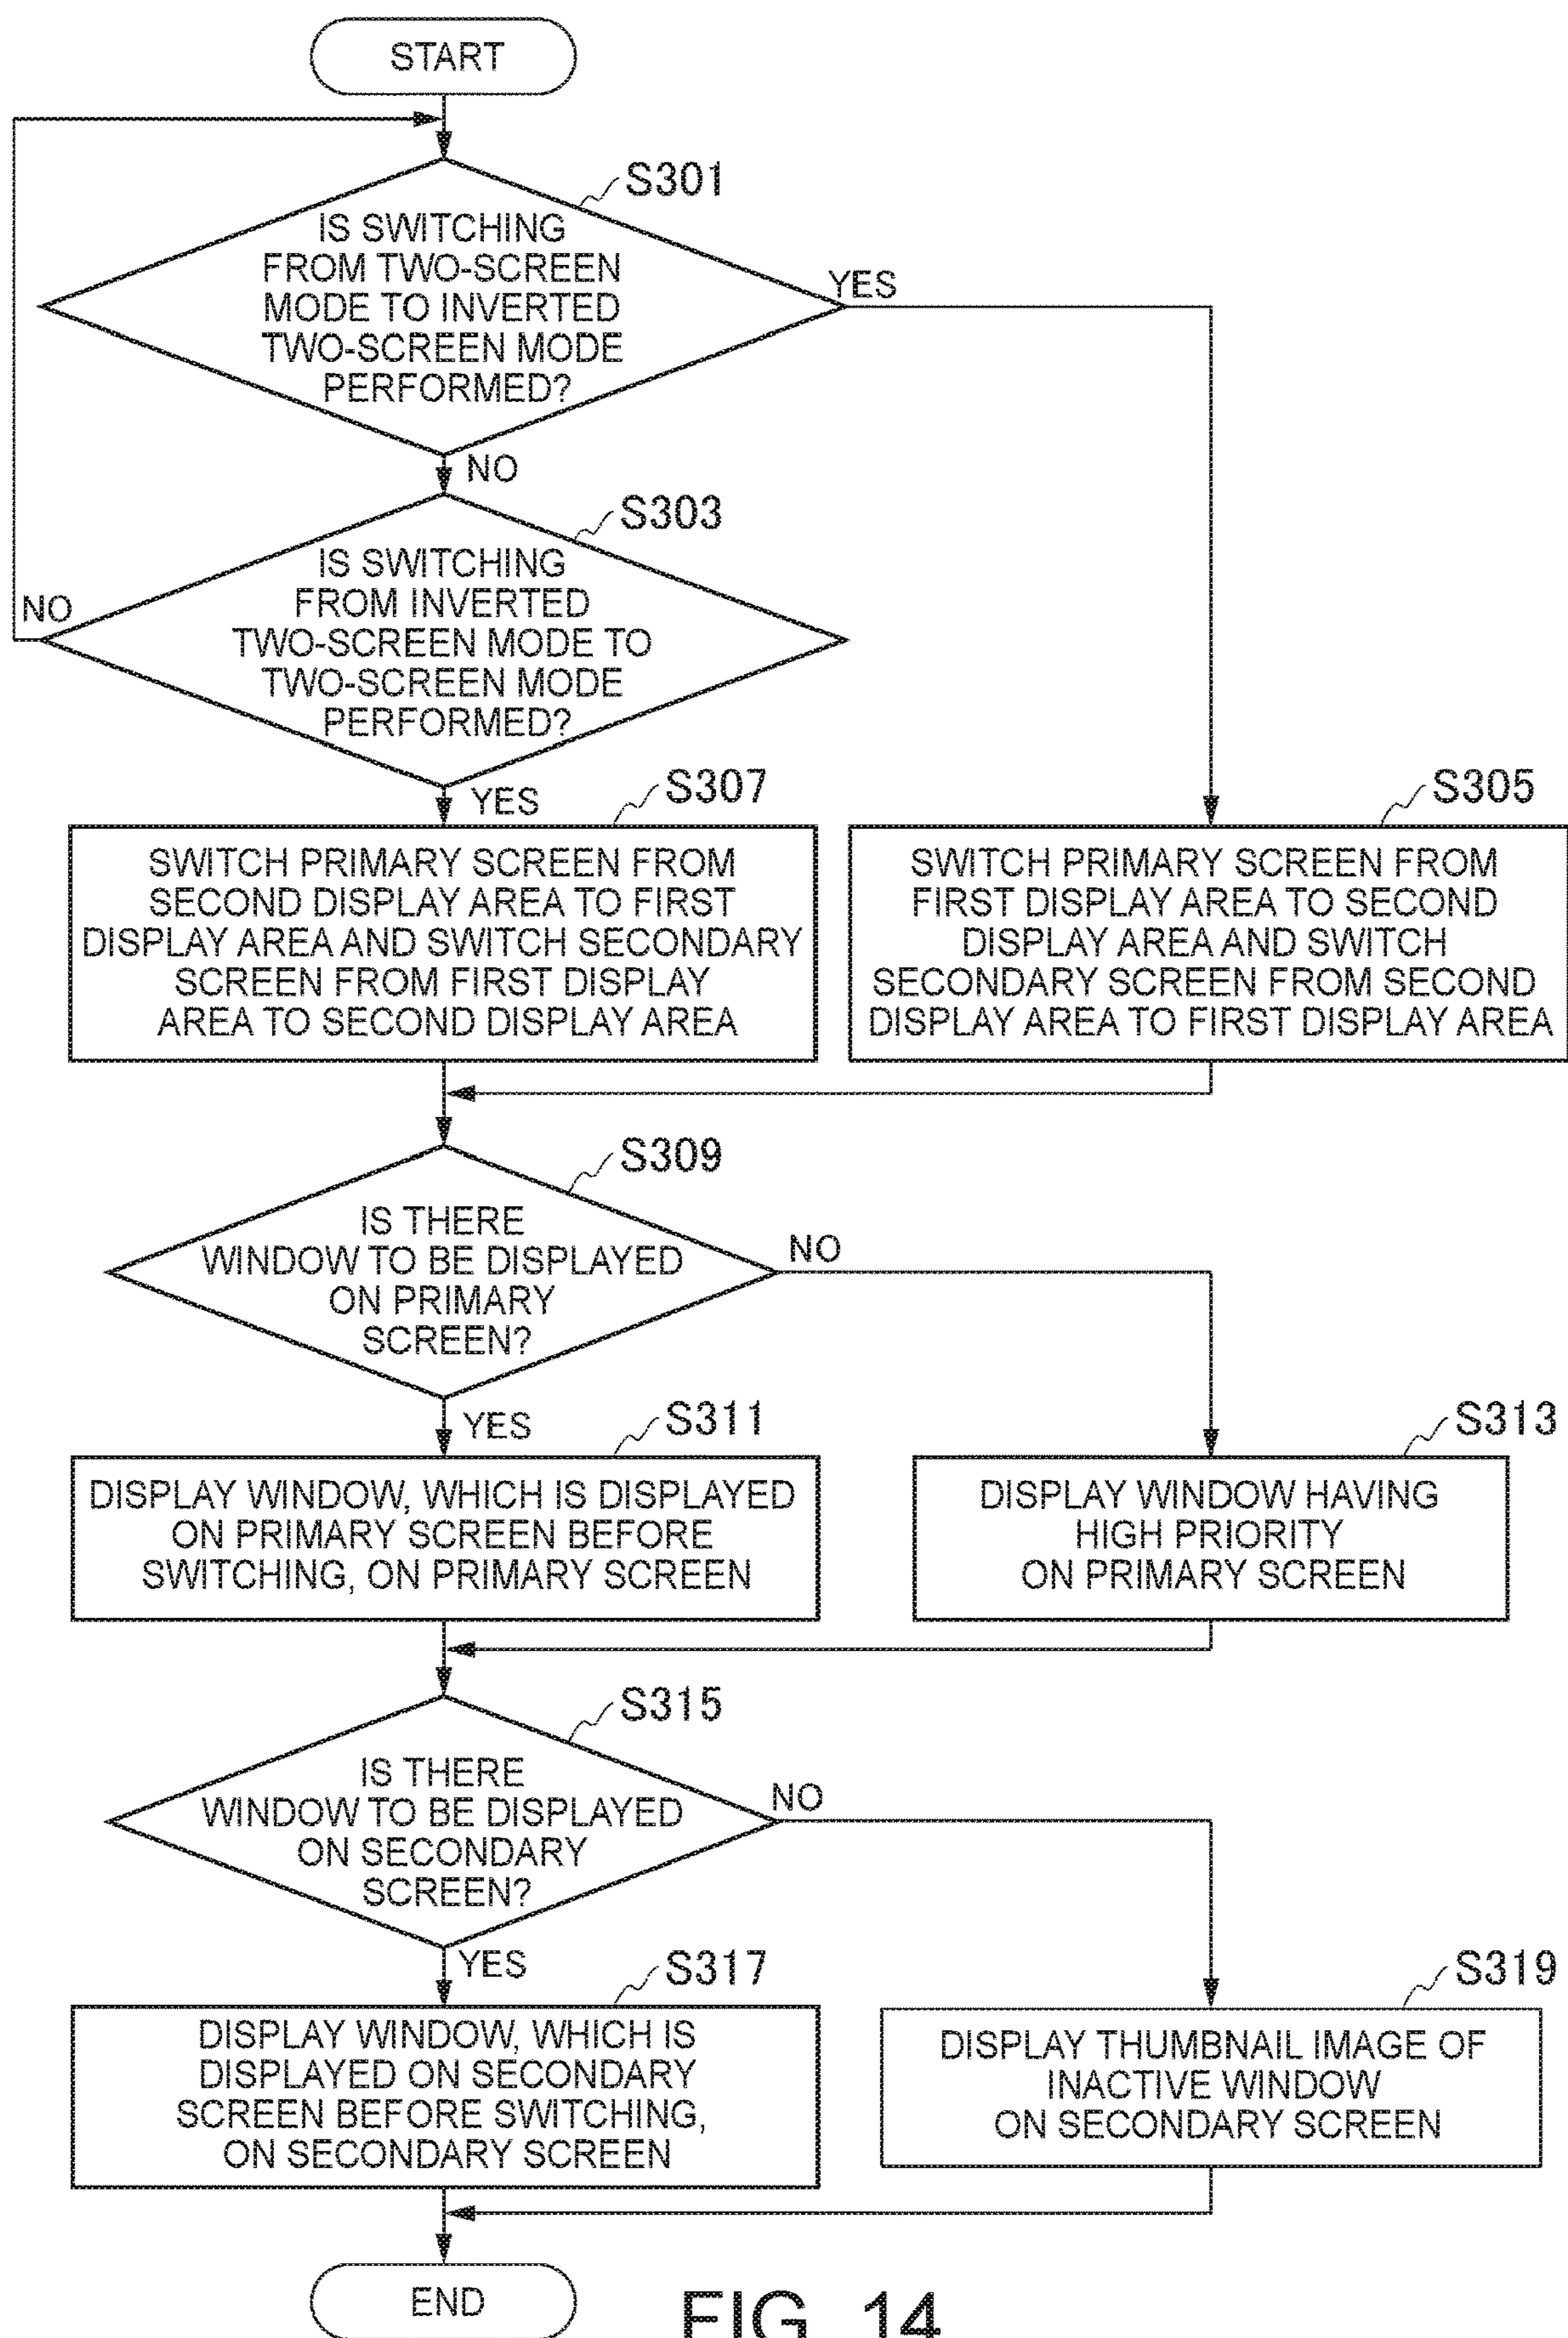 START
S301
IS SWITCHING
FROM TWO-SCREEN
MODE TO INVERTED
TWO-SCREEN MODE
PERFORMED?
YES
NO
S303
IS SWITCHING
FROM INVERTED
TWO-SCREEN MODE TO
TWO-SCREEN MODE
PERFORMED?
NO
YES
S307
SWITCH PRIMARY SCREEN FROM
SECOND DISPLAY AREA TO FIRST
DISPLAY AREA AND SWITCH SECONDARY
SCREEN FROM FIRST DISPLAY
AREA TO SECOND DISPLAY AREA
S305
SWITCH PRIMARY SCREEN FROM
FIRST DISPLAY AREA TO SECOND
DISPLAY AREA AND SWITCH
SECONDARY SCREEN FROM SECOND
DISPLAY AREA TO FIRST DISPLAY AREA
S309
IS THERE
WINDOW TO BE DISPLAYED
ON PRIMARY
SCREEN?
NO
YES
S311
DISPLAY WINDOW, WHICH IS DISPLAYED
ON PRIMARY SCREEN BEFORE
SWITCHING, ON PRIMARY SCREEN
S313
DISPLAY WINDOW HAVING
HIGH PRIORITY
ON PRIMARY SCREEN
S315
IS THERE
WINDOW TO BE DISPLAYED
ON SECONDARY
SCREEN?
NO
YES
S317
DISPLAY WINDOW, WHICH IS
DISPLAYED ON SECONDARY
SCREEN BEFORE SWITCHING,
ON SECONDARY SCREEN
S319
DISPLAY THUMBNAIL IMAGE OF
INACTIVE WINDOW
ON SECONDARY SCREEN
END
FIG. 14